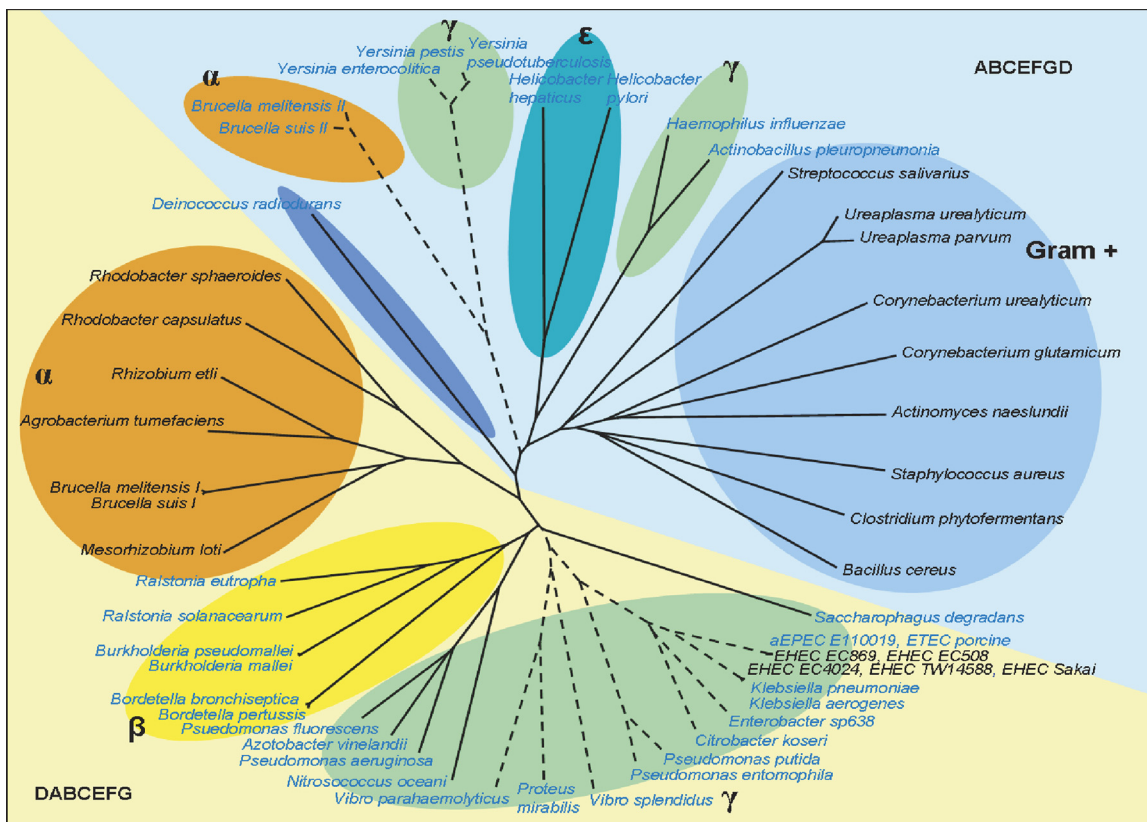 γ
ε
Yersinia pestis
Yersinia
pseudotuberculosis
Yersinia enterocolitica
Helicobacter
hepaticus
Helicobacter
pylori
γ
ABCEFGD
α
Brucella melitensis II
Brucella suis II
Haemophilus influenzae
Actinobacillus pleuropneunonia
Streptococcus salivarius
Deinococcus radiodurans
Ureaplasma urealyticum
Ureaplasma parvum
Gram +
Rhodobacter sphaeroides
Corynebacterium urealyticum
Rhodobacter capsulatus
Corynebacterium glutamicum
α
Rhizobium etli
Actinomyces naeslundii
Agrobacterium tumefaciens
Staphylococcus aureus
Brucella melitensis I
Brucella suis I
Clostridium phytofermentans
Mesorhizobium loti
Bacillus cereus
Ralstonia eutropha
Ralstonia solanacearum
Saccharophagus degradans
aEPEC E110019, ETEC porcine
EHEC EC869, EHEC EC508
EHEC EC4024, EHEC TW14588, EHEC Sakai
Burkholderia pseudomallei
Burkholderia mallei
Klebsiella pneumoniae
Klebsiella aerogenes
Bordetella bronchiseptica
Bordetella pertussis
Enterobacter sp638
β
Psuedomonas fluorescens
Azotobacter vinelandii
Pseudomonas aeruginosa
Citrobacter koseri
Pseudomonas putida
Pseudomonas entomophila
Nitrosococcus oceani
Vibro parahaemolyticus
Proteus
mirabilis
Vibro splendidus
γ
DABCEFG